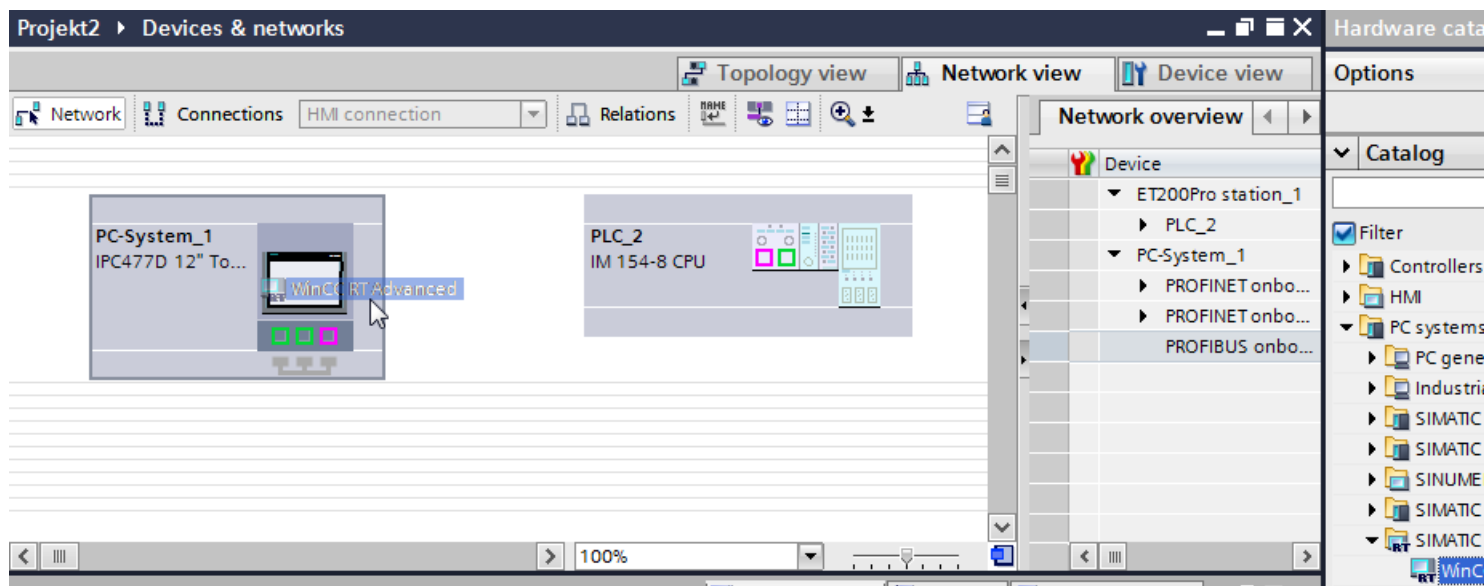 Projekt2 ▸ Devices & networks
Hardware cata
Topology view
Network view
Device view
Options
Network
Connections
HMI connection
Relations
Network overview
Catalog
Device
ET200Pro station_1
PLC_2
PC-System_1
PROFINET onbo...
PROFINET onbo...
PROFIBUS onbo...
PC-System_1
IPC477D 12" To...
WinCC RT Advanced
PLC_2
IM 154-8 CPU
Filter
Controllers
HMI
PC systems
PC gene
Industria
SIMATIC
SIMATIC
SINUME
SIMATIC
SIMATIC
WinC
100%